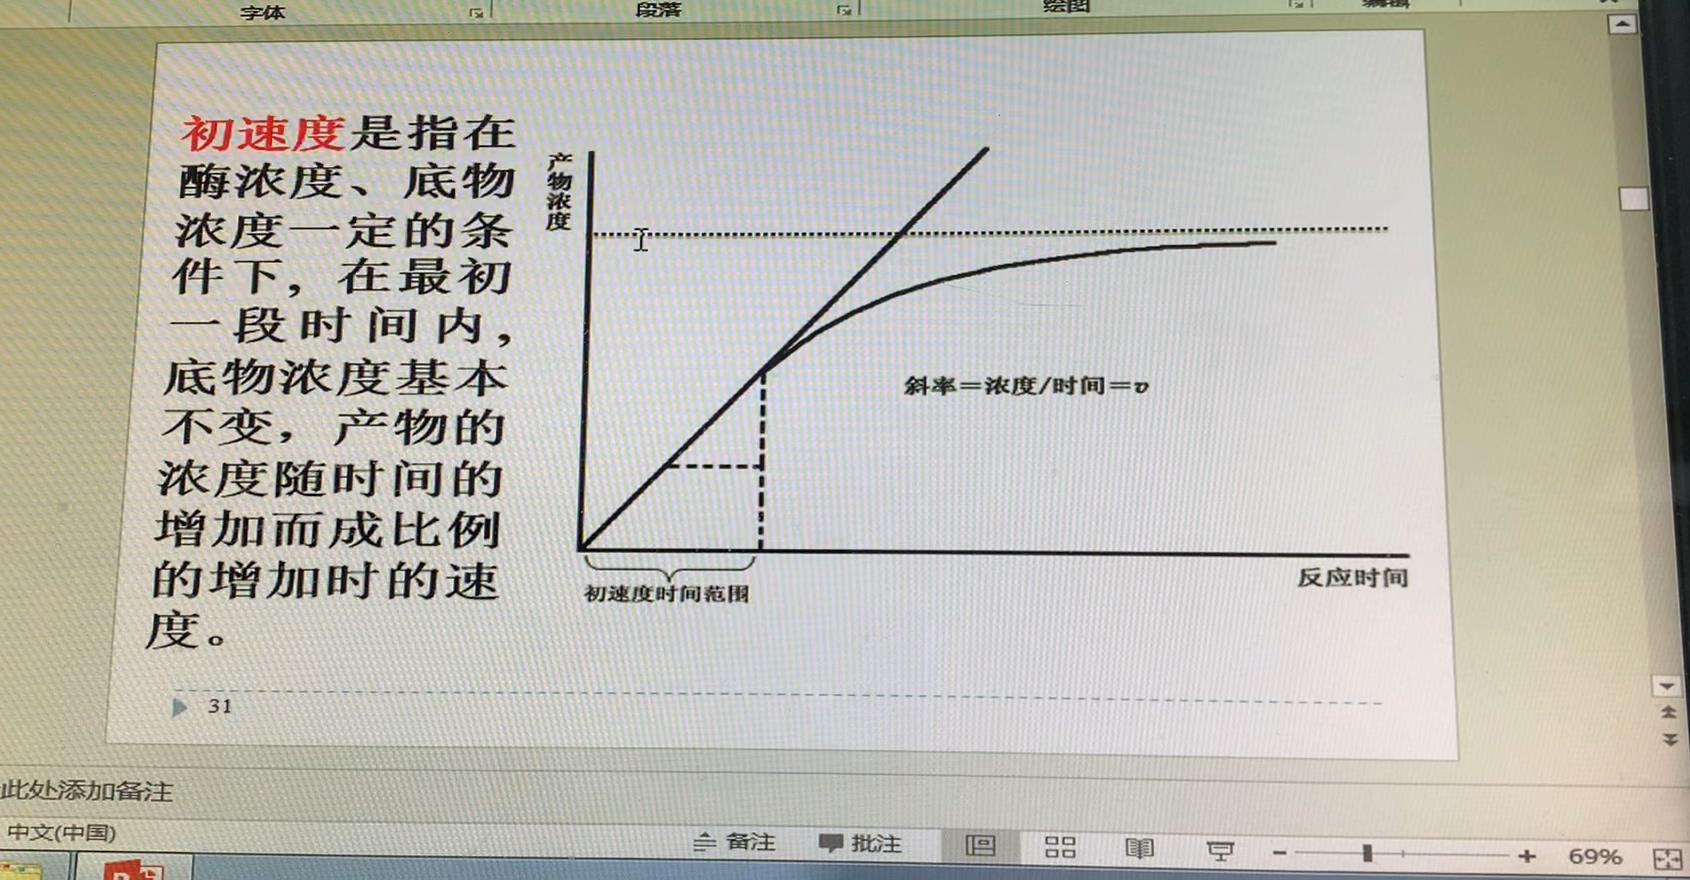 字体
段落
绘图
初速度是指在
酶浓度、底物
浓度一定的条
件下，在最初
一段时间内，
底物浓度基本
不变，产物的
浓度随时间的
增加而成比例
的增加时的速
度。
产物浓度
斜率＝浓度/时间＝v
初速度时间范围
反应时间
31
此处添加备注
中文(中国)
备注
批注
69%